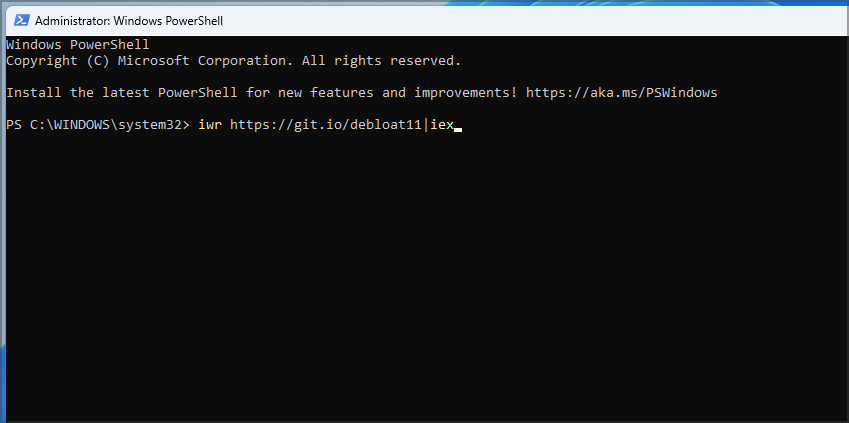 Administrator: Windows PowerShell
Windows PowerShell
Copyright (C) Microsoft Corporation. All rights reserved.
Install the latest PowerShell for new features and improvements! https://aka.ms/PSWindows
PS C:\WINDOWS\system32> iwr https://git.io/debloat11|iex